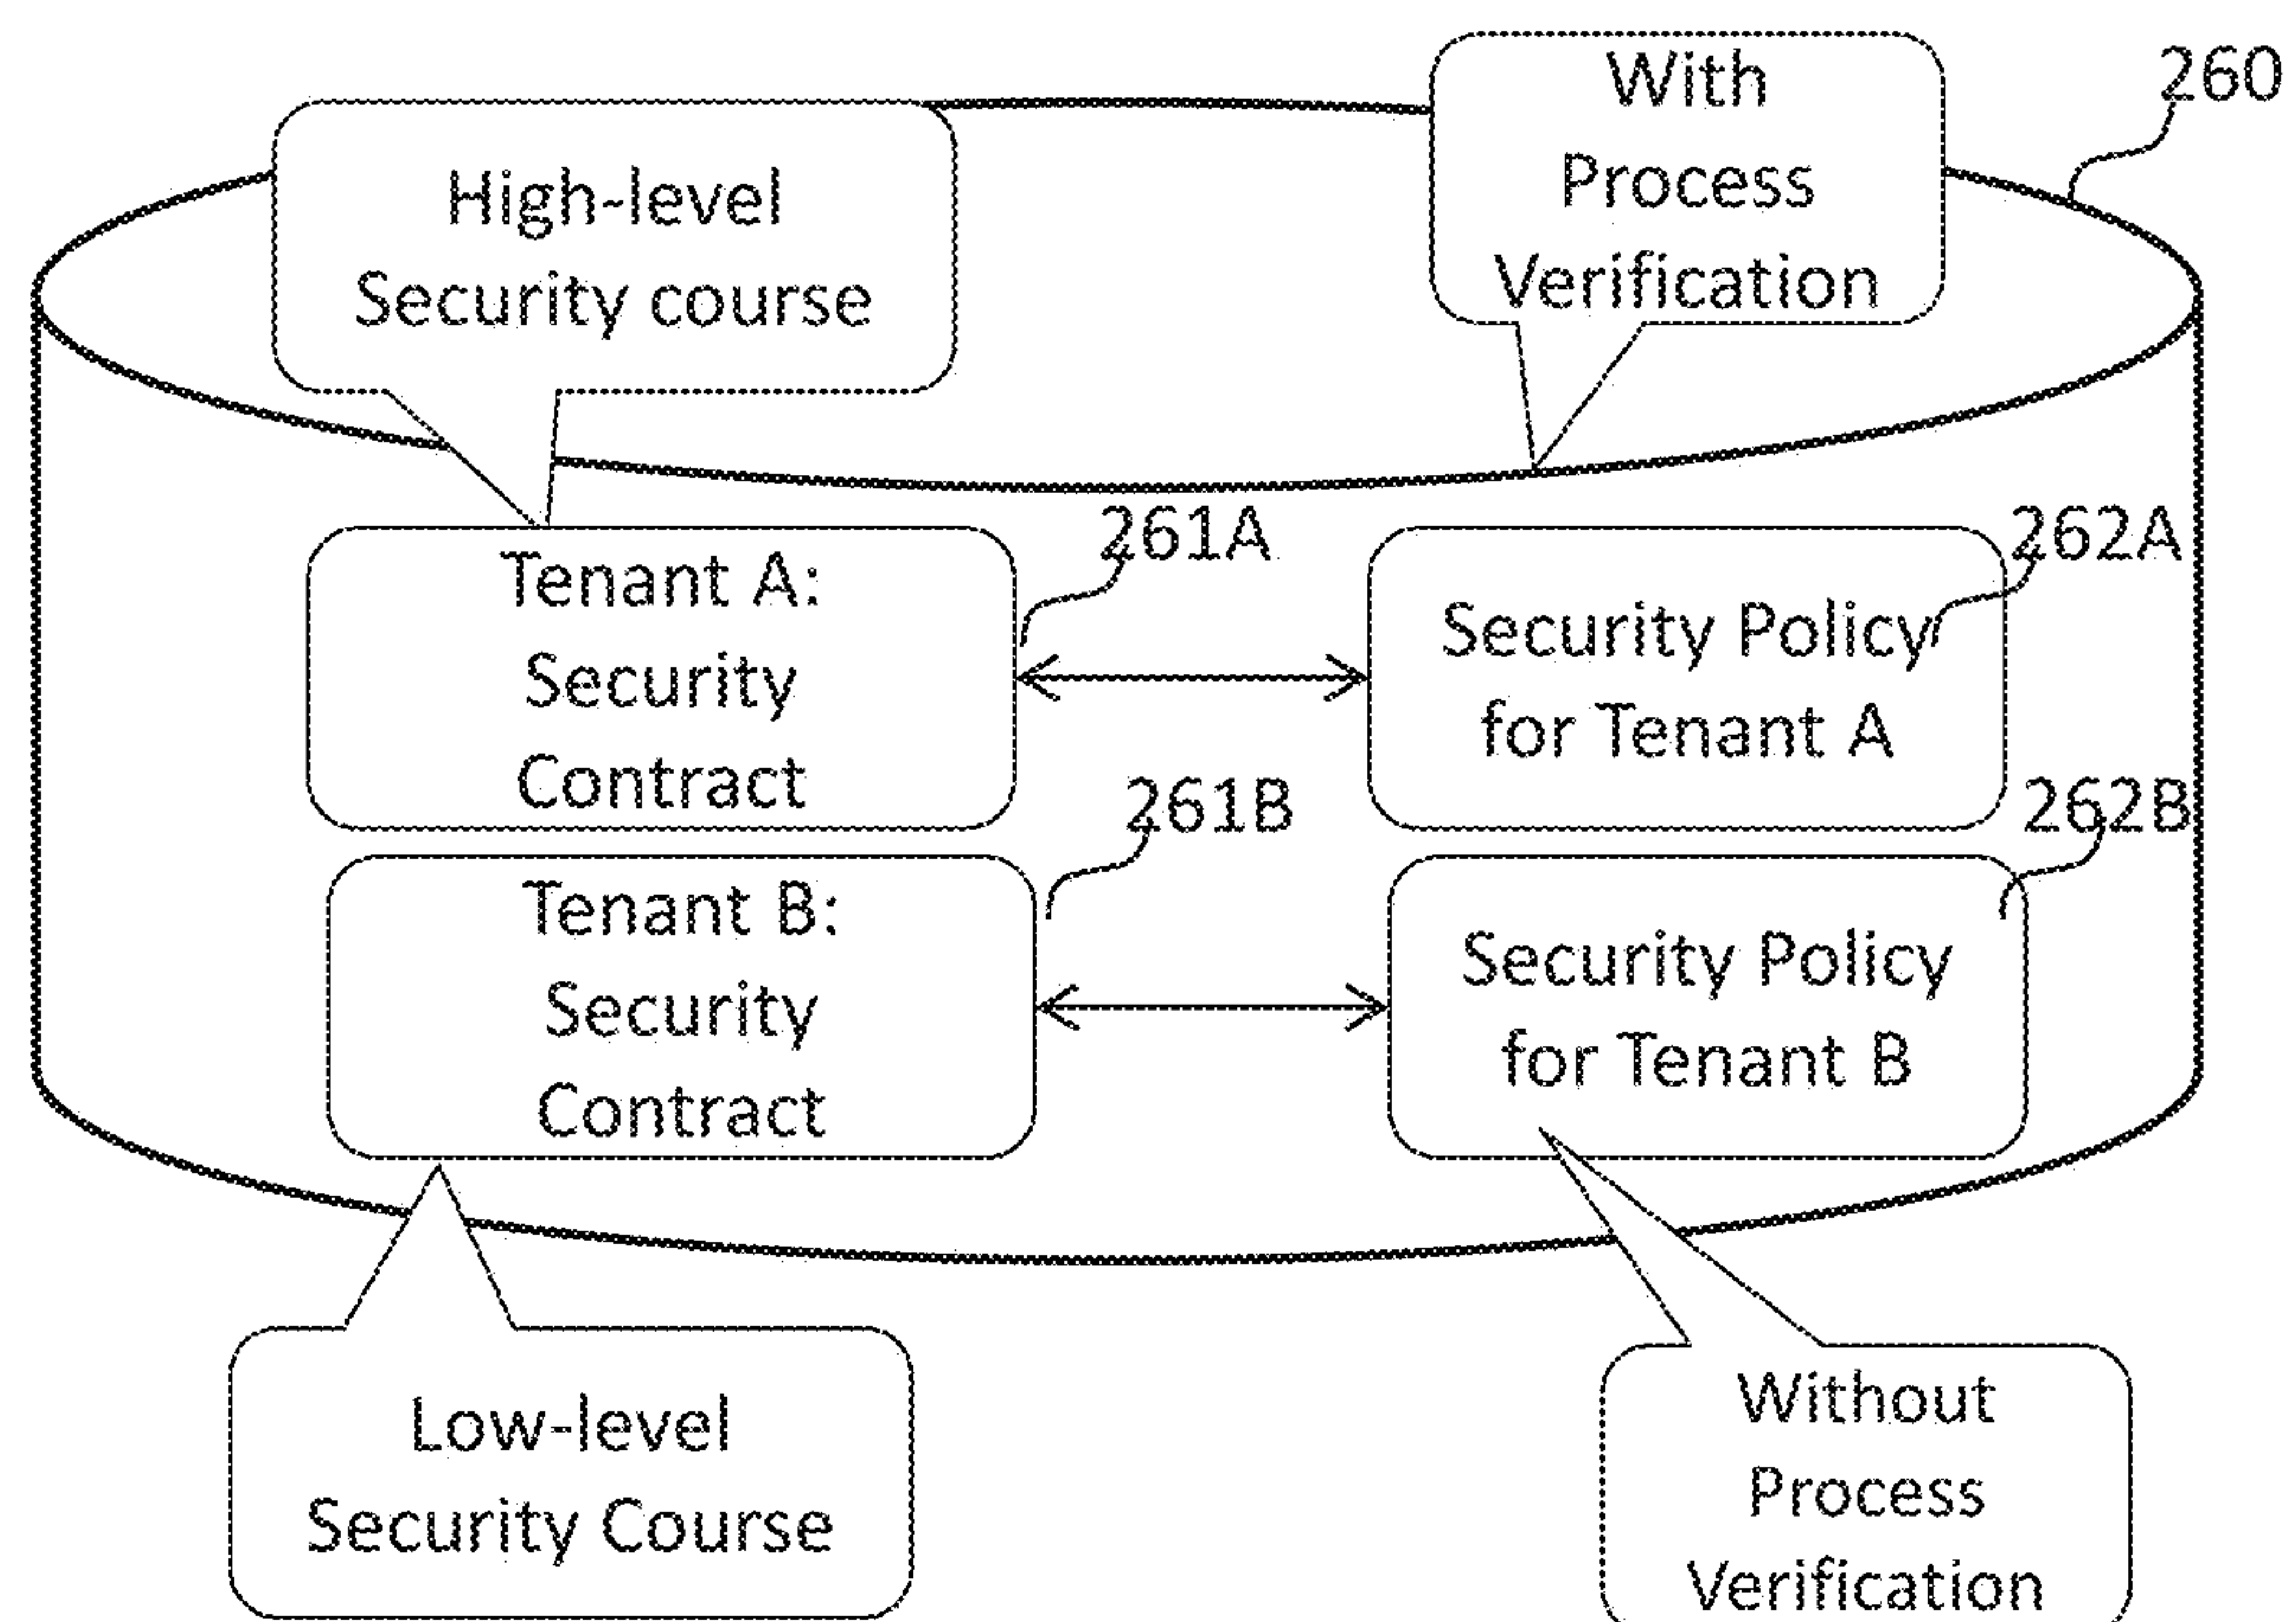 With
Process
Verification
260
High-level
Security course
261A
262A
Tenant A:
Security
Contract
Security Policy
for Tenant A
261B
262B
Tenant B:
Security
Contract
Security Policy
for Tenant B
Low-level
Security Course
Without
Process
Verification